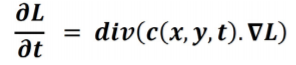 ∂L/∂t = div(c(x,y,t).∇L)